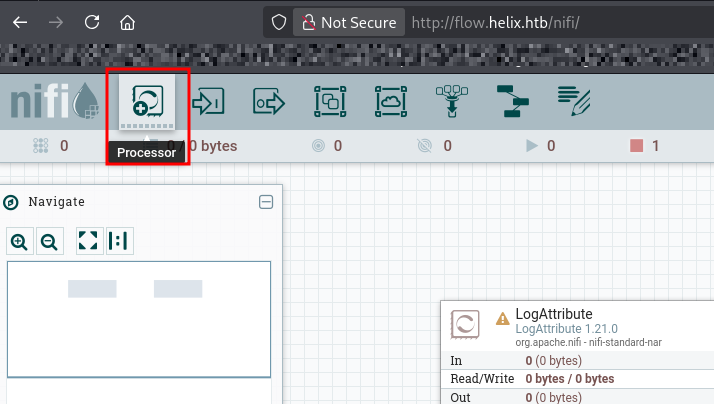 Not Secure http://flow.helix.htb/nifi/
nifi
0 0 / 0 bytes 0 0 0 1
Processor
Navigate
LogAttribute
LogAttribute 1.21.0
org.apache.nifi - nifi-standard-nar
In 0 (0 bytes)
Read/Write 0 bytes / 0 bytes
Out 0 (0 bytes)